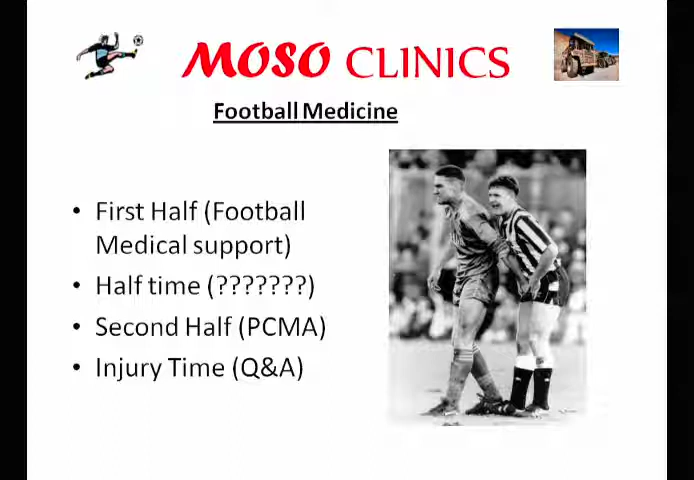 MOSO CLINICS
Football Medicine
• First Half (Football
Medical support)
• Half time (???????)
• Second Half (PCMA)
• Injury Time (Q&A)